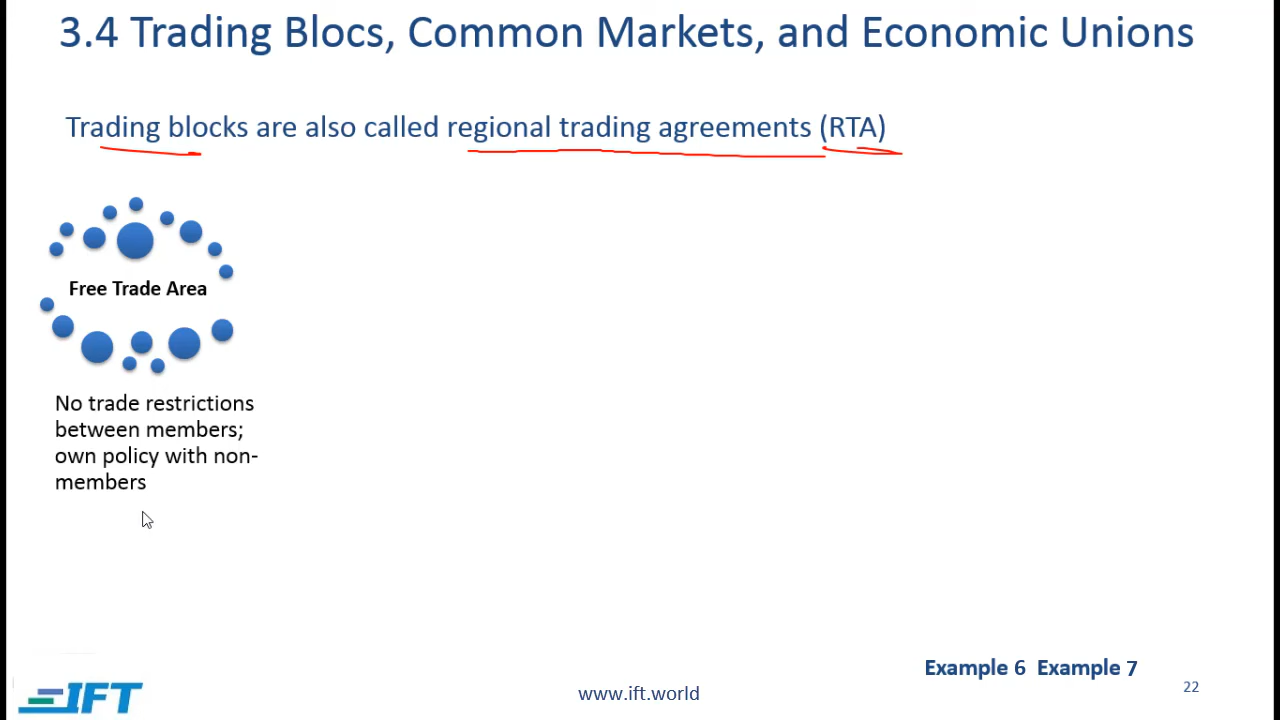 3.4 Trading Blocs, Common Markets, and Economic Unions
Trading blocks are also called regional trading agreements (RTA)
Free Trade Area
No trade restrictions
between members;
own policy with non-
members
Example 6 Example 7
IFT
www.ift.world
22